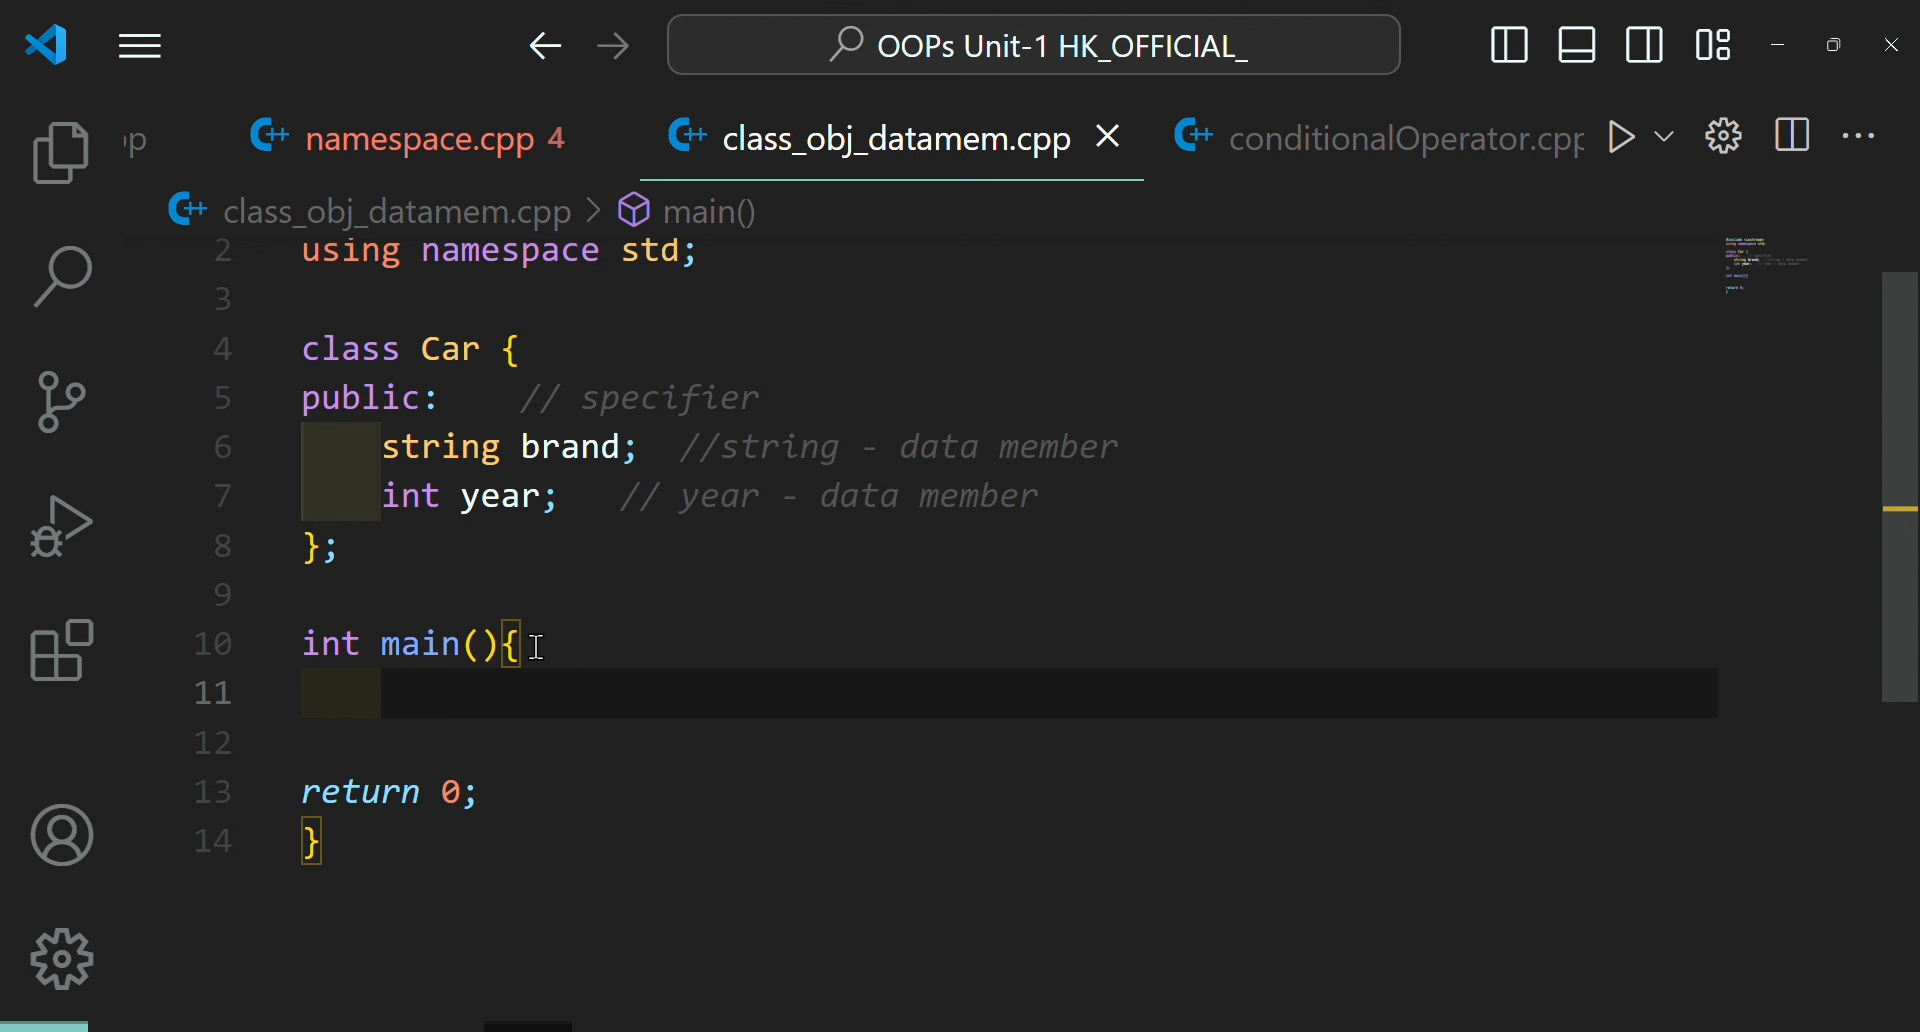 OOPs Unit-1 HK_OFFICIAL_
pp namespace.cpp 4 class_obj_datamem.cpp conditionalOperator.cpp
class_obj_datamem.cpp > main()
2 using namespace std;
3
4 class Car {
5 public: // specifier
6 string brand; //string - data member
7 int year; // year - data member
8 };
9
10 int main(){
11
12
13 return 0;
14 }